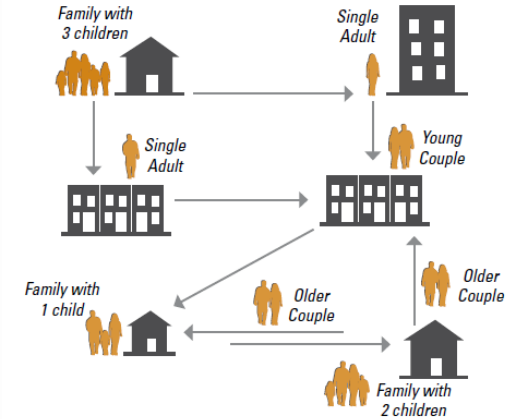 Family with
3 children
Single
Adult
Single
Adult
Young
Couple
Family with
1 child
Older
Couple
Older
Couple
Family with
2 children